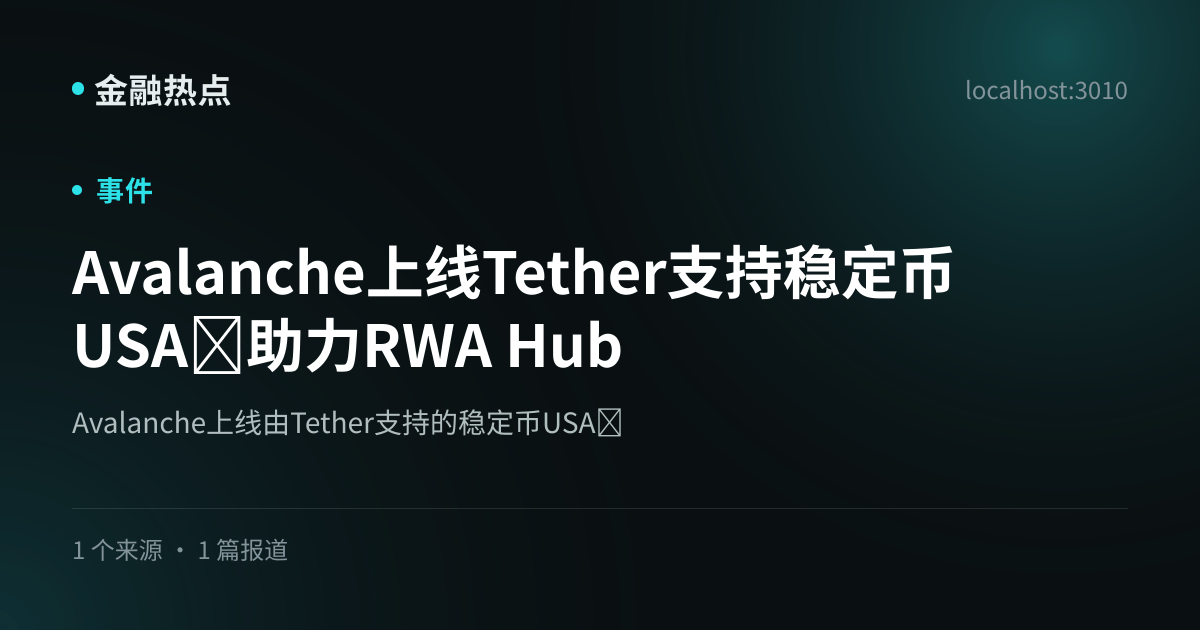 金融热点
localhost:3010
事件
Avalanche上线Tether支持稳定币
USA助力RWA Hub
Avalanche上线由Tether支持的稳定币USA
1 个来源 · 1 篇报道